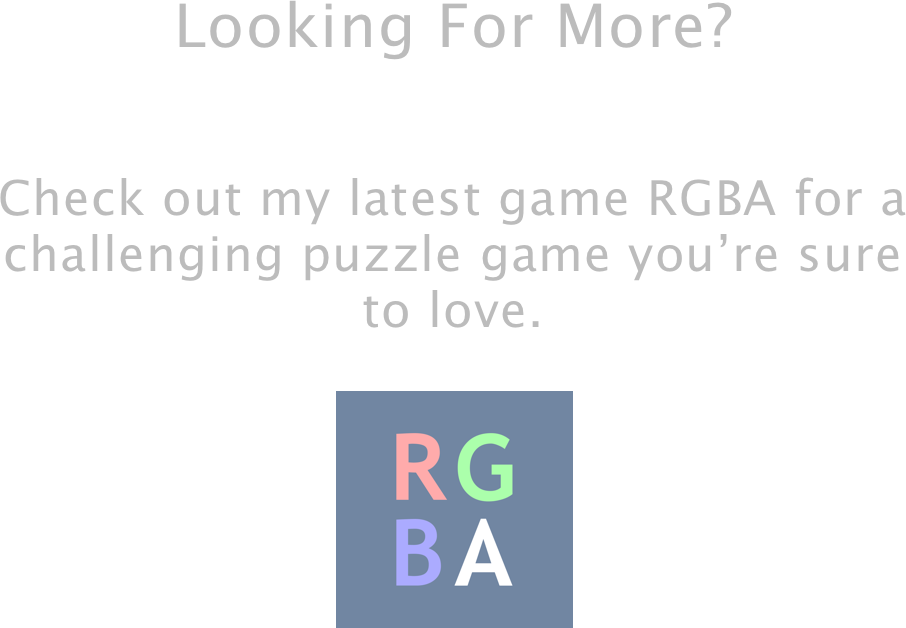 Looking For More?
Check out my latest game RGBA for a
challenging puzzle game you’re sure
to love.
RG
BA